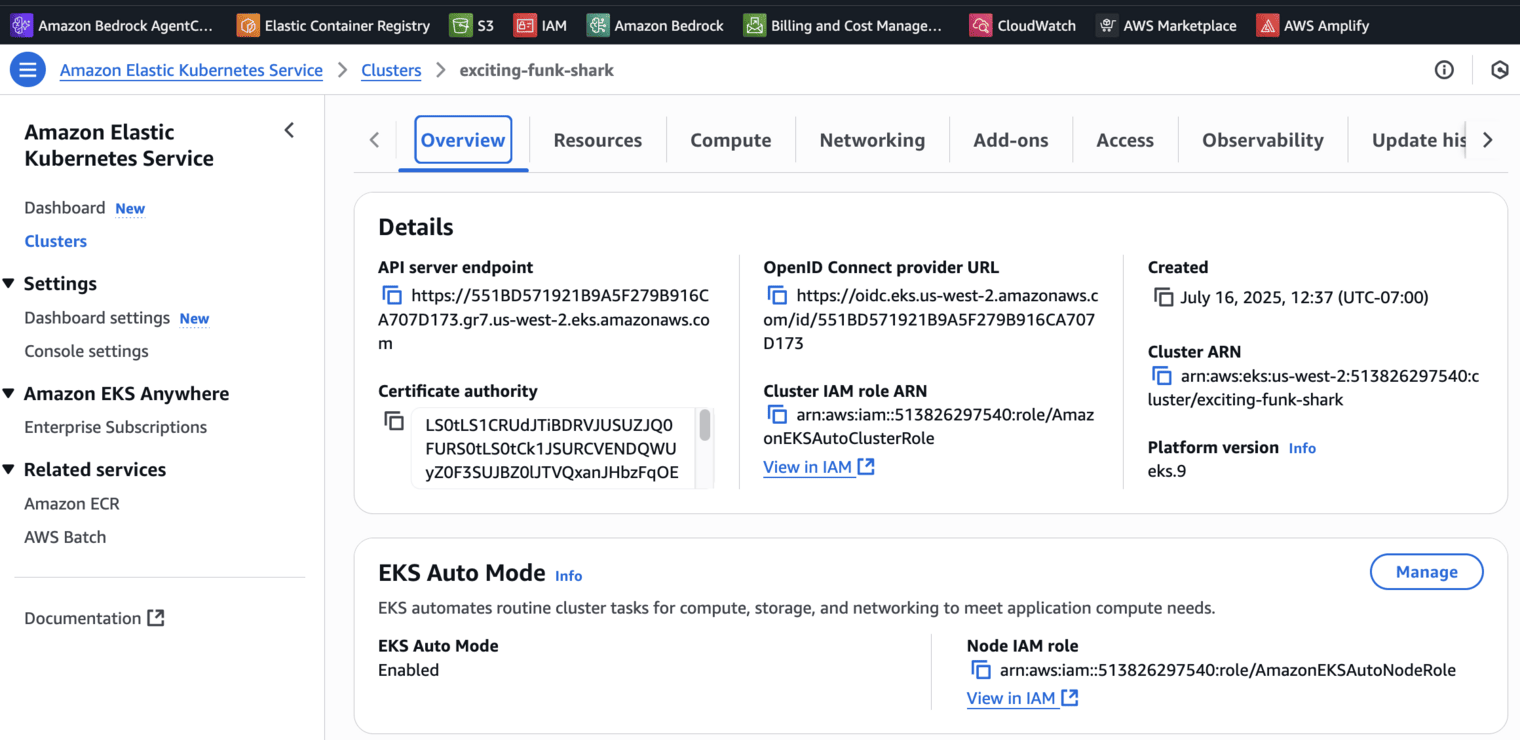 Amazon Bedrock AgentC...
Elastic Container Registry
S3
IAM
Amazon Bedrock
Billing and Cost Manage...
CloudWatch
AWS Marketplace
AWS Amplify
Amazon Elastic Kubernetes Service
Clusters
exciting-funk-shark
Amazon Elastic
Kubernetes Service
Dashboard New
Clusters
Settings
Dashboard settings New
Console settings
Amazon EKS Anywhere
Enterprise Subscriptions
Related services
Amazon ECR
AWS Batch
Documentation
Overview
Resources
Compute
Networking
Add-ons
Access
Observability
Update his
Details
API server endpoint
https://551BD571921B9A5F279B916C
A707D173.gr7.us-west-2.eks.amazonaws.co
m
Certificate authority
LS0tLS1CRUdJTiBDRVJUSUZJQ0
FURS0tLS0tCk1JSURCVENDQWU
yZ0F3SUJBZ0lJTVQxanJHbzFqOE
OpenID Connect provider URL
https://oidc.eks.us-west-2.amazonaws.c
om/id/551BD571921B9A5F279B916CA707
D173
Cluster IAM role ARN
arn:aws:iam::513826297540:role/Amaz
onEKSAutoClusterRole
View in IAM
Created
July 16, 2025, 12:37 (UTC-07:00)
Cluster ARN
arn:aws:eks:us-west-2:513826297540:c
luster/exciting-funk-shark
Platform version Info
eks.9
EKS Auto Mode Info
Manage
EKS automates routine cluster tasks for compute, storage, and networking to meet application compute needs.
EKS Auto Mode
Enabled
Node IAM role
arn:aws:iam::513826297540:role/AmazonEKSAutoNodeRole
View in IAM